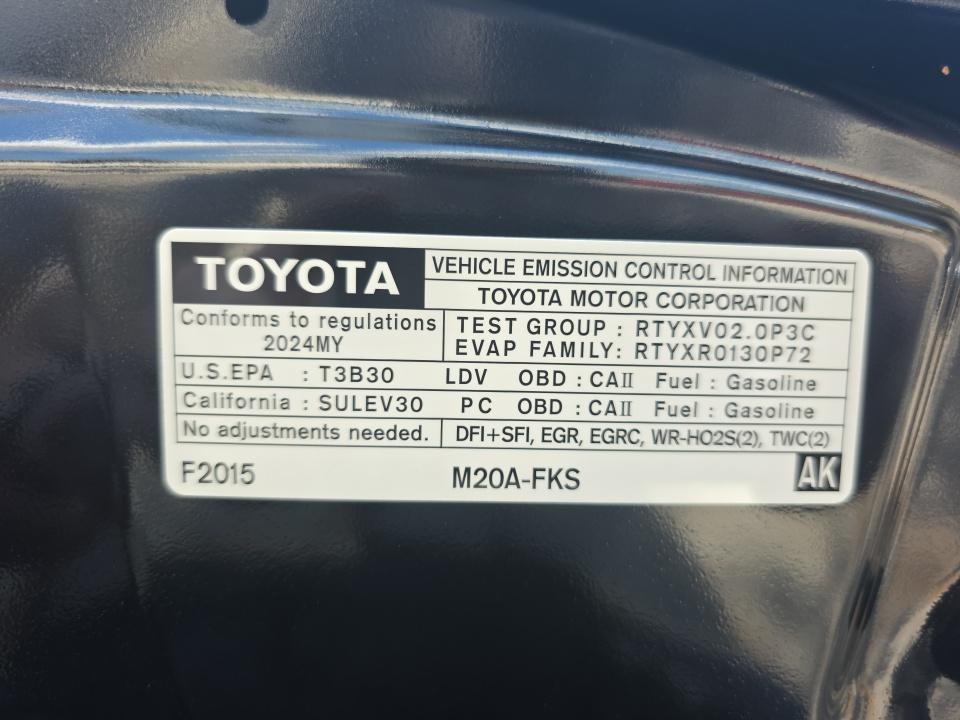 TOYOTA
VEHICLE EMISSION CONTROL INFORMATION
TOYOTA MOTOR CORPORATION
Conforms to regulations
2024MY
TEST GROUP : RTYXV02.0P3C
EVAP FAMILY: RTYXR0130P72
U.S.EPA : T3B30 LDV OBD : CAII Fuel : Gasoline
California : SULEV30 PC OBD : CAII Fuel : Gasoline
No adjustments needed. DFI+SFI, EGR, EGRC, WR-HO2S(2), TWC(2)
F2015 M20A-FKS AK